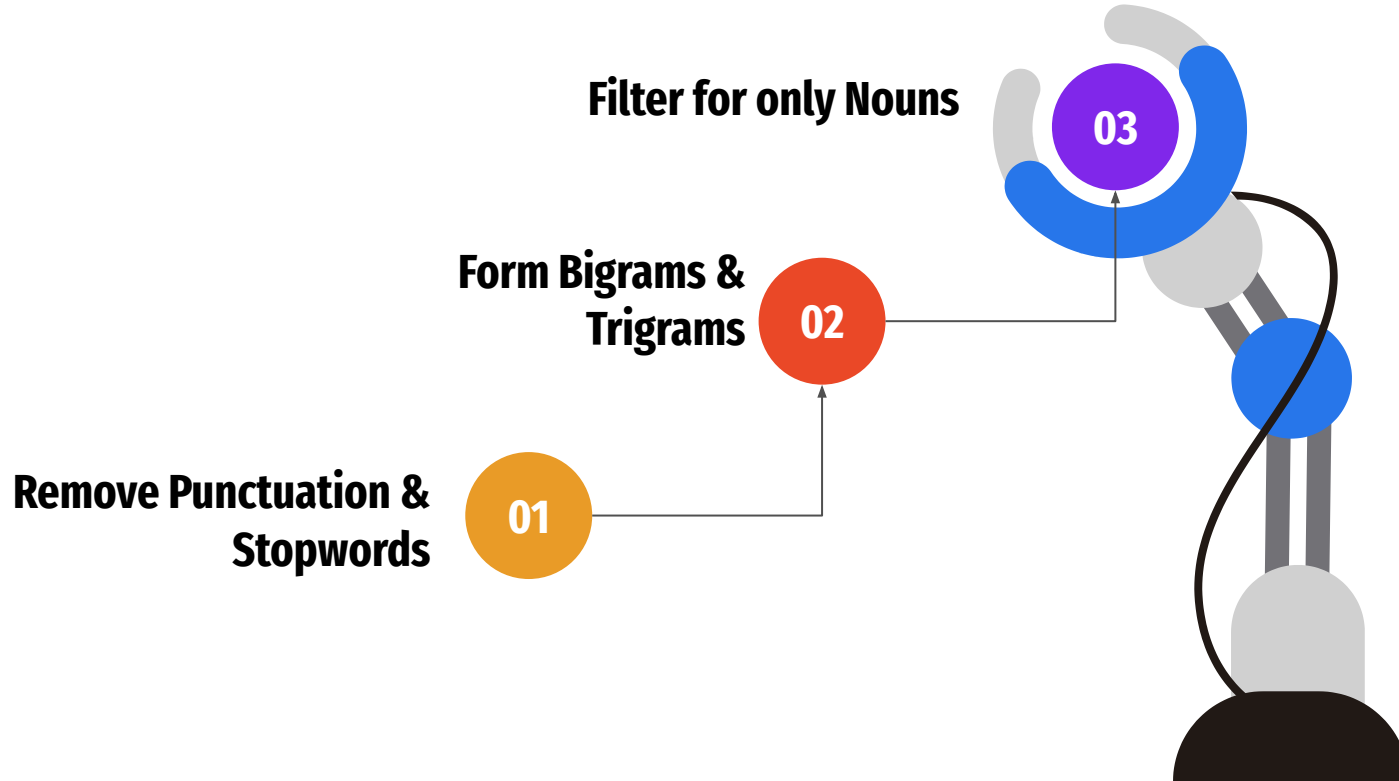 Filter for only Nouns
03
Form Bigrams &
Trigrams
02
Remove Punctuation &
Stopwords
01